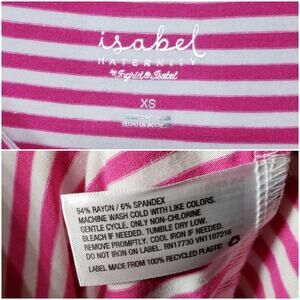 isabel
MATERNITY
by Ingrid & Isabel
XS
94% RAYON / 6% SPANDEX
MACHINE WASH COLD WITH LIKE COLORS.
GENTLE CYCLE. ONLY NON-CHLORINE
BLEACH IF NEEDED. TUMBLE DRY LOW.
REMOVE PROMPTLY. COOL IRON IF NEEDED.
DO NOT IRON ON LABEL. RN17730 VN1107216
LABEL MADE FROM 100% RECYCLED PLASTIC.